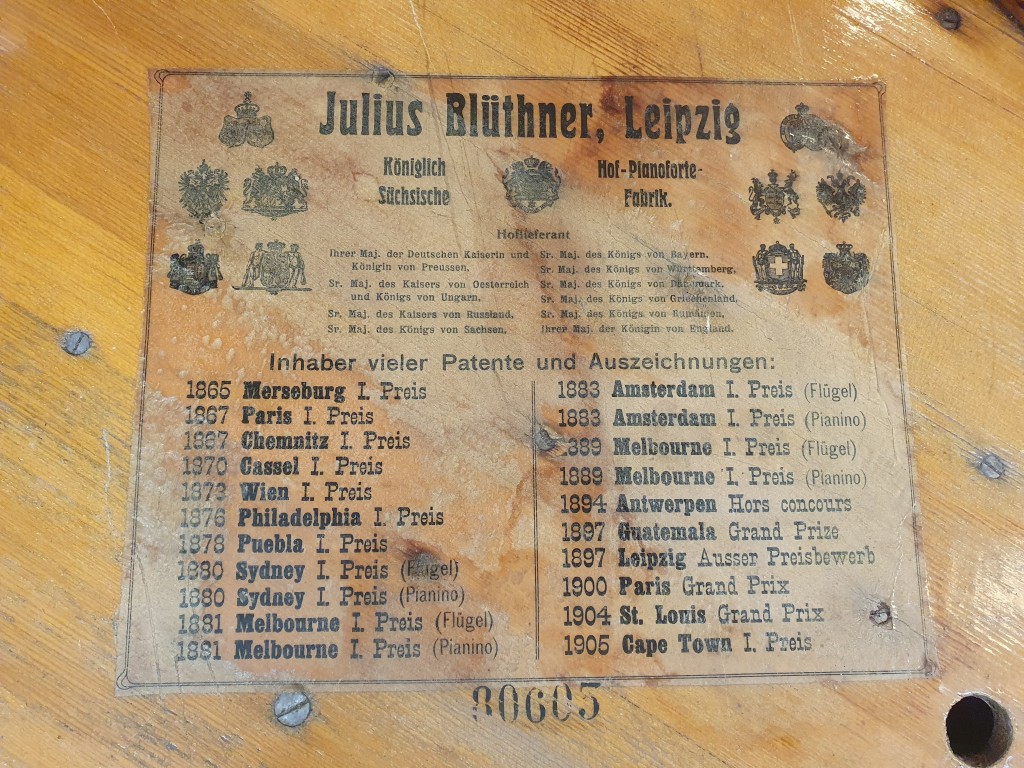 Julius Blüthner, Leipzig
Königlich Sächsische
Hof-Pianoforte-Fabrik.
Hoflieferant
Ihrer Maj. der Deutschen Kaiserin und
Königin von Preussen.
Sr. Maj. des Kaisers von Oesterreich
und Königs von Ungarn.
Sr. Maj. des Kaisers von Russland.
Sr. Maj. des Königs von Sachsen.
Sr. Maj. des Königs von Bayern.
Sr. Maj. des Königs von Württemberg.
Sr. Maj. des Königs von Dänemark.
Sr. Maj. des Königs von Griechenland.
Sr. Maj. des Königs von Rumänien.
Ihrer Maj. der Königin von England.
Inhaber vieler Patente und Auszeichnungen:
1865 Merseburg I. Preis
1867 Paris I. Preis
1867 Chemnitz I. Preis
1870 Cassel I. Preis
1873 Wien I. Preis
1876 Philadelphia I. Preis
1878 Puebla I. Preis
1880 Sydney I. Preis (Flügel)
1880 Sydney I. Preis (Pianino)
1881 Melbourne I. Preis (Flügel)
1881 Melbourne I. Preis (Pianino)
1883 Amsterdam I. Preis (Flügel)
1883 Amsterdam I. Preis (Pianino)
1889 Melbourne I. Preis (Flügel)
1889 Melbourne I. Preis (Pianino)
1894 Antwerpen Hors concours
1897 Guatemala Grand Prize
1897 Leipzig Ausser Preisbewerb
1900 Paris Grand Prix
1904 St. Louis Grand Prix
1905 Cape Town I. Preis
80605